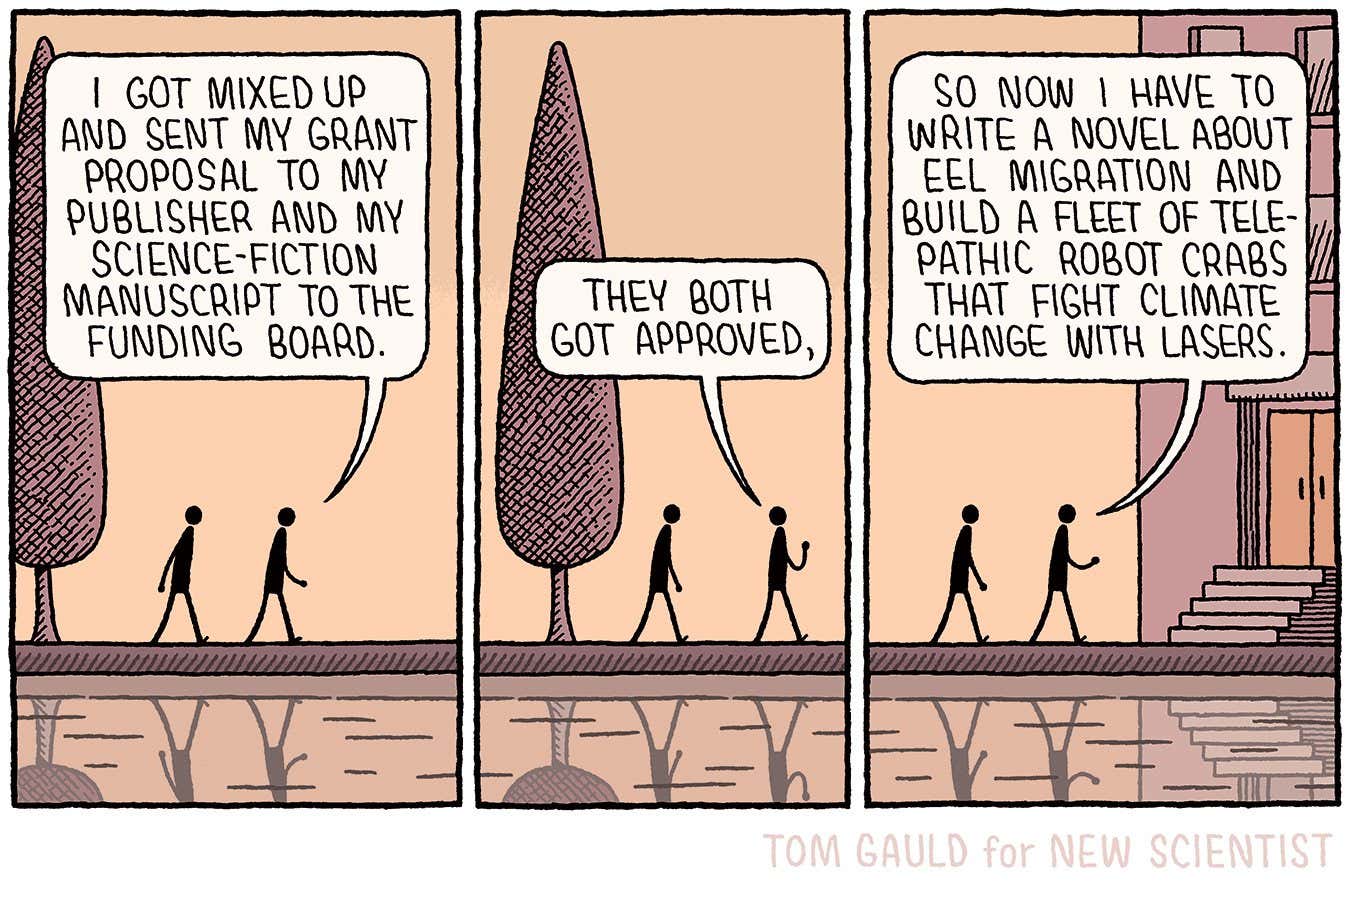 I GOT MIXED UP
AND SENT MY GRANT
PROPOSAL TO MY
PUBLISHER AND MY
SCIENCE-FICTION
MANUSCRIPT TO THE
FUNDING BOARD.
THEY BOTH
GOT APPROVED,
SO NOW I HAVE TO
WRITE A NOVEL ABOUT
EEL MIGRATION AND
BUILD A FLEET OF TELE-
PATHIC ROBOT CRABS
THAT FIGHT CLIMATE
CHANGE WITH LASERS.
TOM GAULD for NEW SCIENTIST